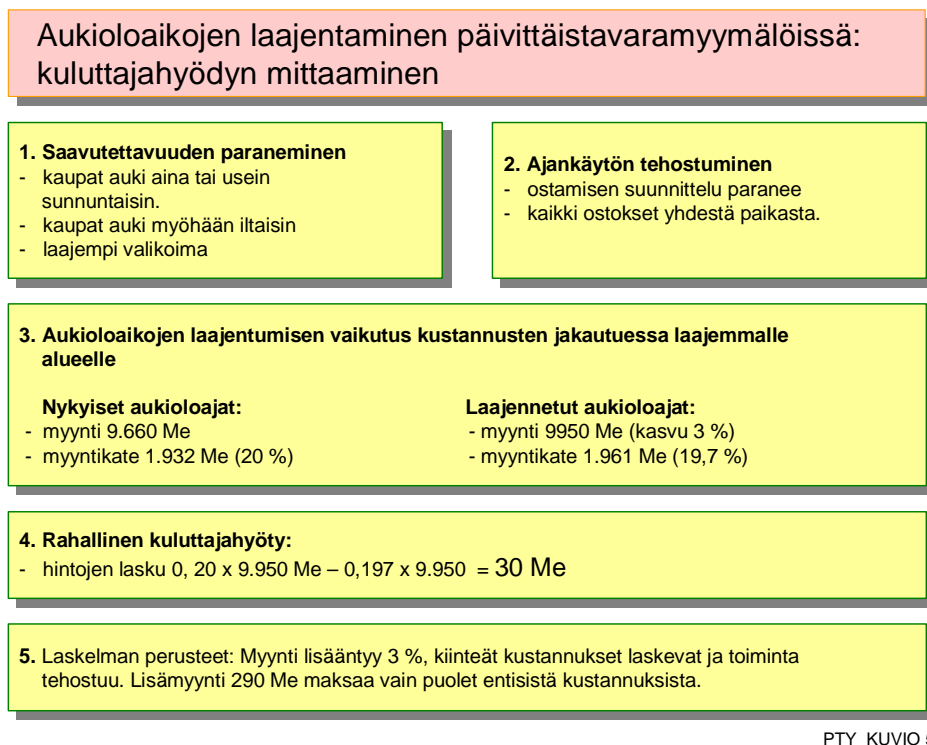 Aukioloaikojen laajentaminen päivittäistavaramyymälöissä:
kuluttajahyödyn mittaaminen
1. Saavutettavuuden paraneminen
- kaupat auki aina tai usein
sunnuntaisin.
- kaupat auki myöhään iltaisin
- laajempi valikoima
2. Ajankäytön tehostuminen
- ostamisen suunnittelu paranee
- kaikki ostokset yhdestä paikasta.
3. Aukioloaikojen laajentumisen vaikutus kustannusten jakautuessa laajemmalle
alueelle
Nykyiset aukioloajat:
- myynti 9.660 Me
- myyntikate 1.932 Me (20 %)
Laajennetut aukioloajat:
- myynti 9950 Me (kasvu 3 %)
- myyntikate 1.961 Me (19,7 %)
4. Rahallinen kuluttajahyöty:
- hintojen lasku 0, 20 x 9.950 Me – 0,197 x 9.950 = 30 Me
5. Laskelman perusteet: Myynti lisääntyy 3 %, kiinteät kustannukset laskevat ja toiminta
tehostuu. Lisämyynti 290 Me maksaa vain puolet entisistä kustannuksista.
PTY KUVIO 5